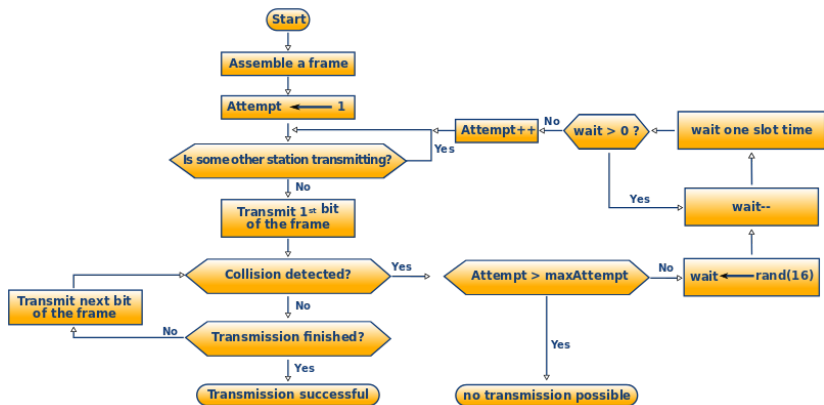 Start
Assemble a frame
Attempt 1
Is some other station transmitting?
Yes
No
Transmit 1st bit
of the frame
Collision detected?
Yes
No
Transmit next bit
of the frame
No
Transmission finished?
Yes
Transmission successful
Attempt > maxAttempt
No
Yes
no transmission possible
wait rand(16)
wait--
Yes
wait one slot time
wait > 0 ?
No
Attempt++